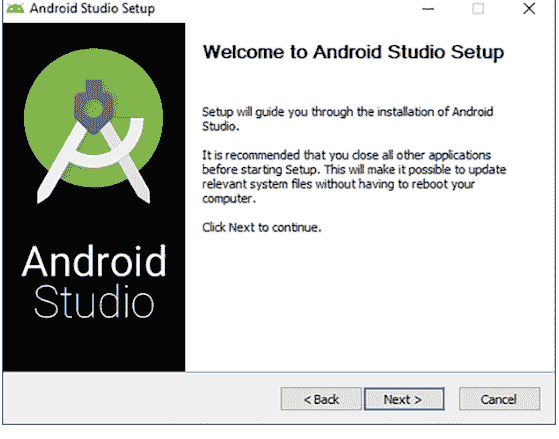 Android Studio Setup
Welcome to Android Studio Setup
Setup will guide you through the installation of Android
Studio.
It is recommended that you close all other applications
before starting Setup. This will make it possible to update
relevant system files without having to reboot your
computer.
Click Next to continue.
Android
Studio
< Back
Next >
Cancel